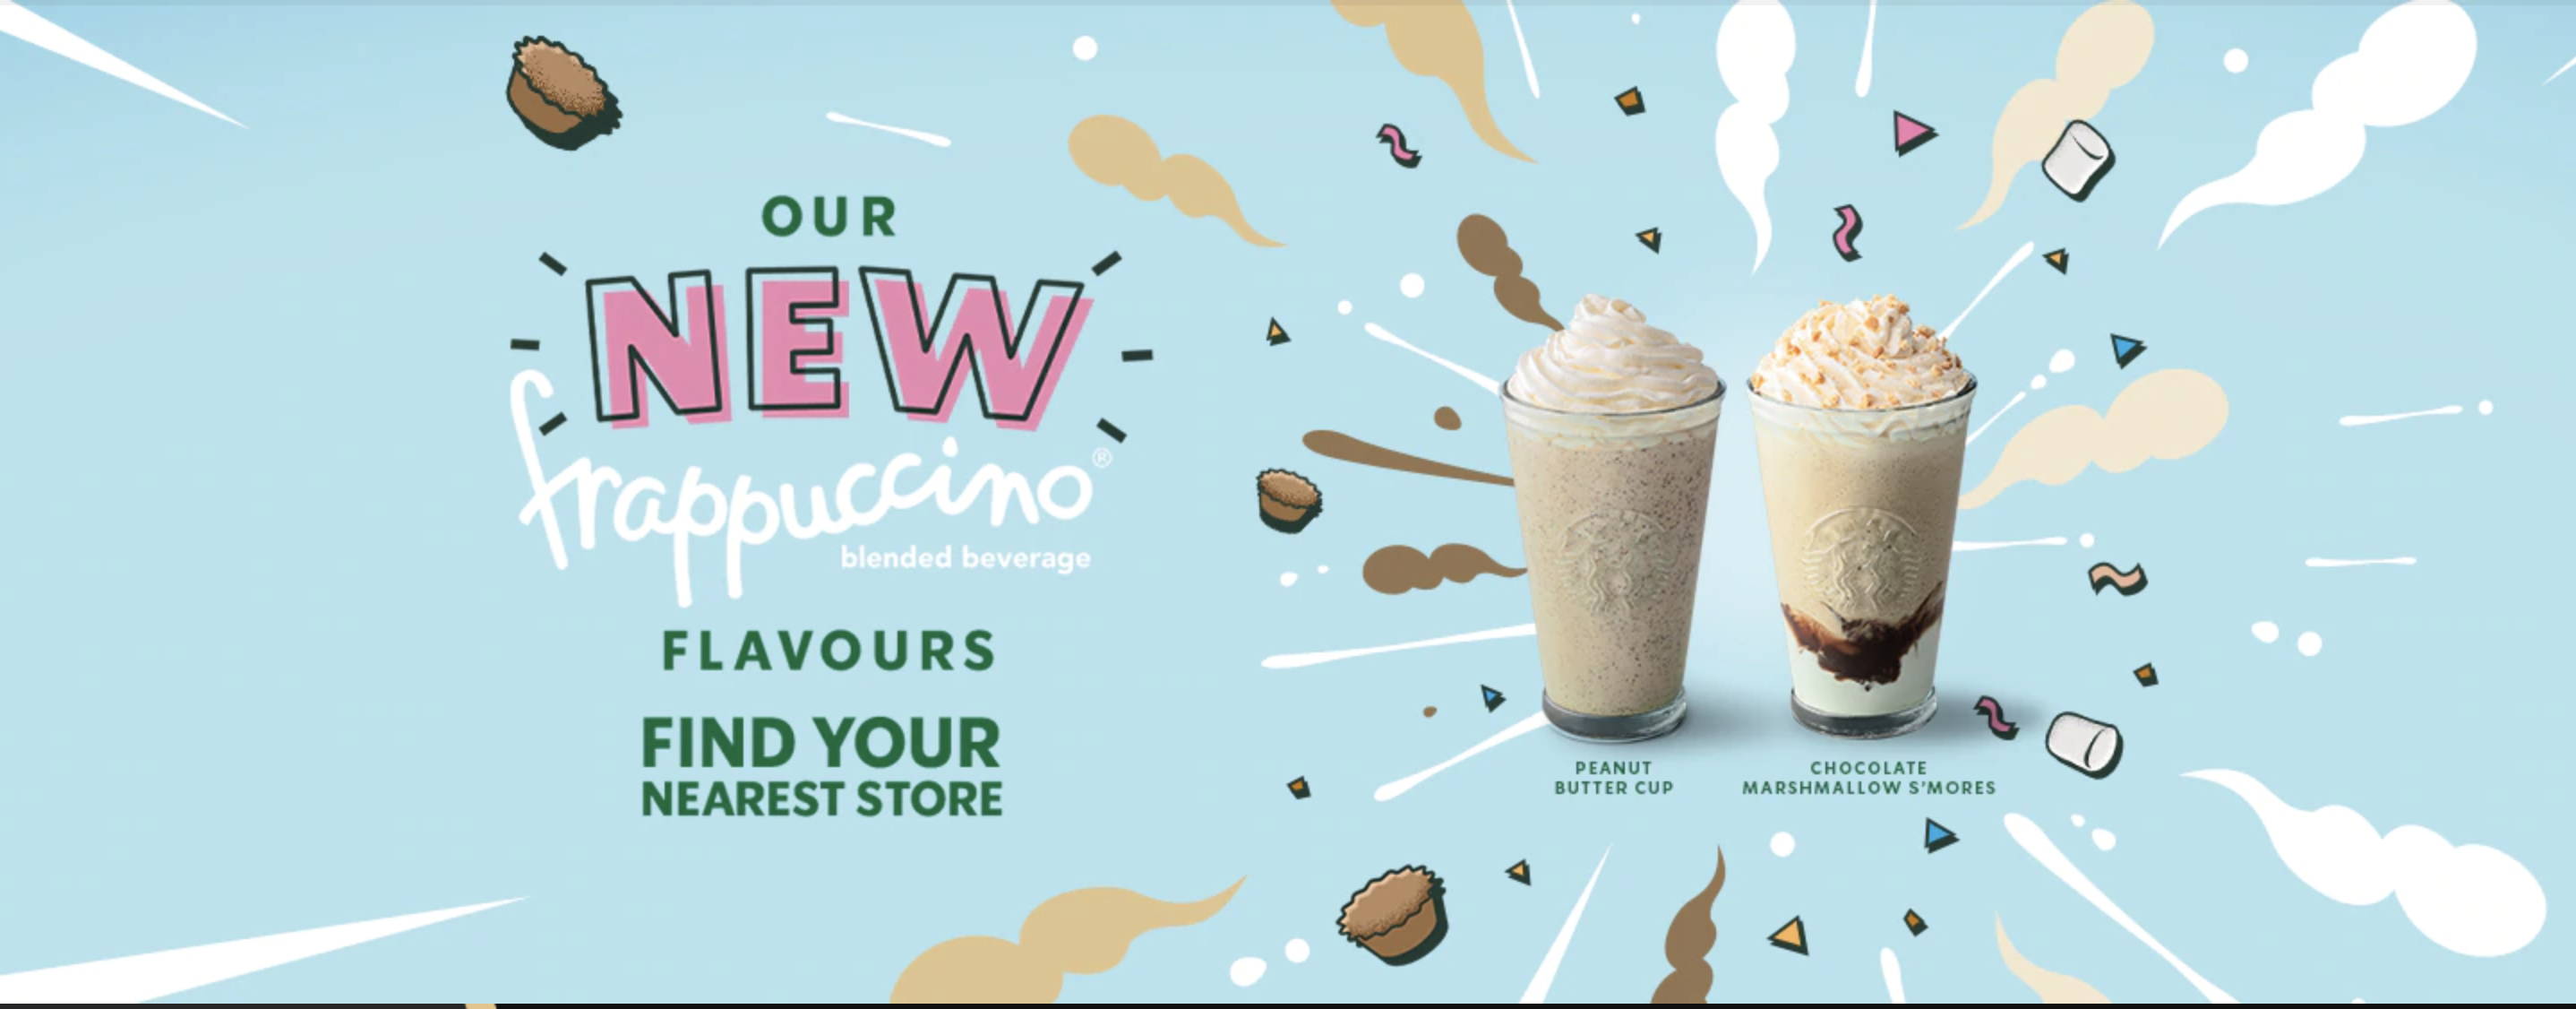 OUR
NEW
frappuccino®
blended beverage
FLAVOURS
FIND YOUR
NEAREST STORE
PEANUT
BUTTER CUP
CHOCOLATE
MARSHMALLOW S'MORES